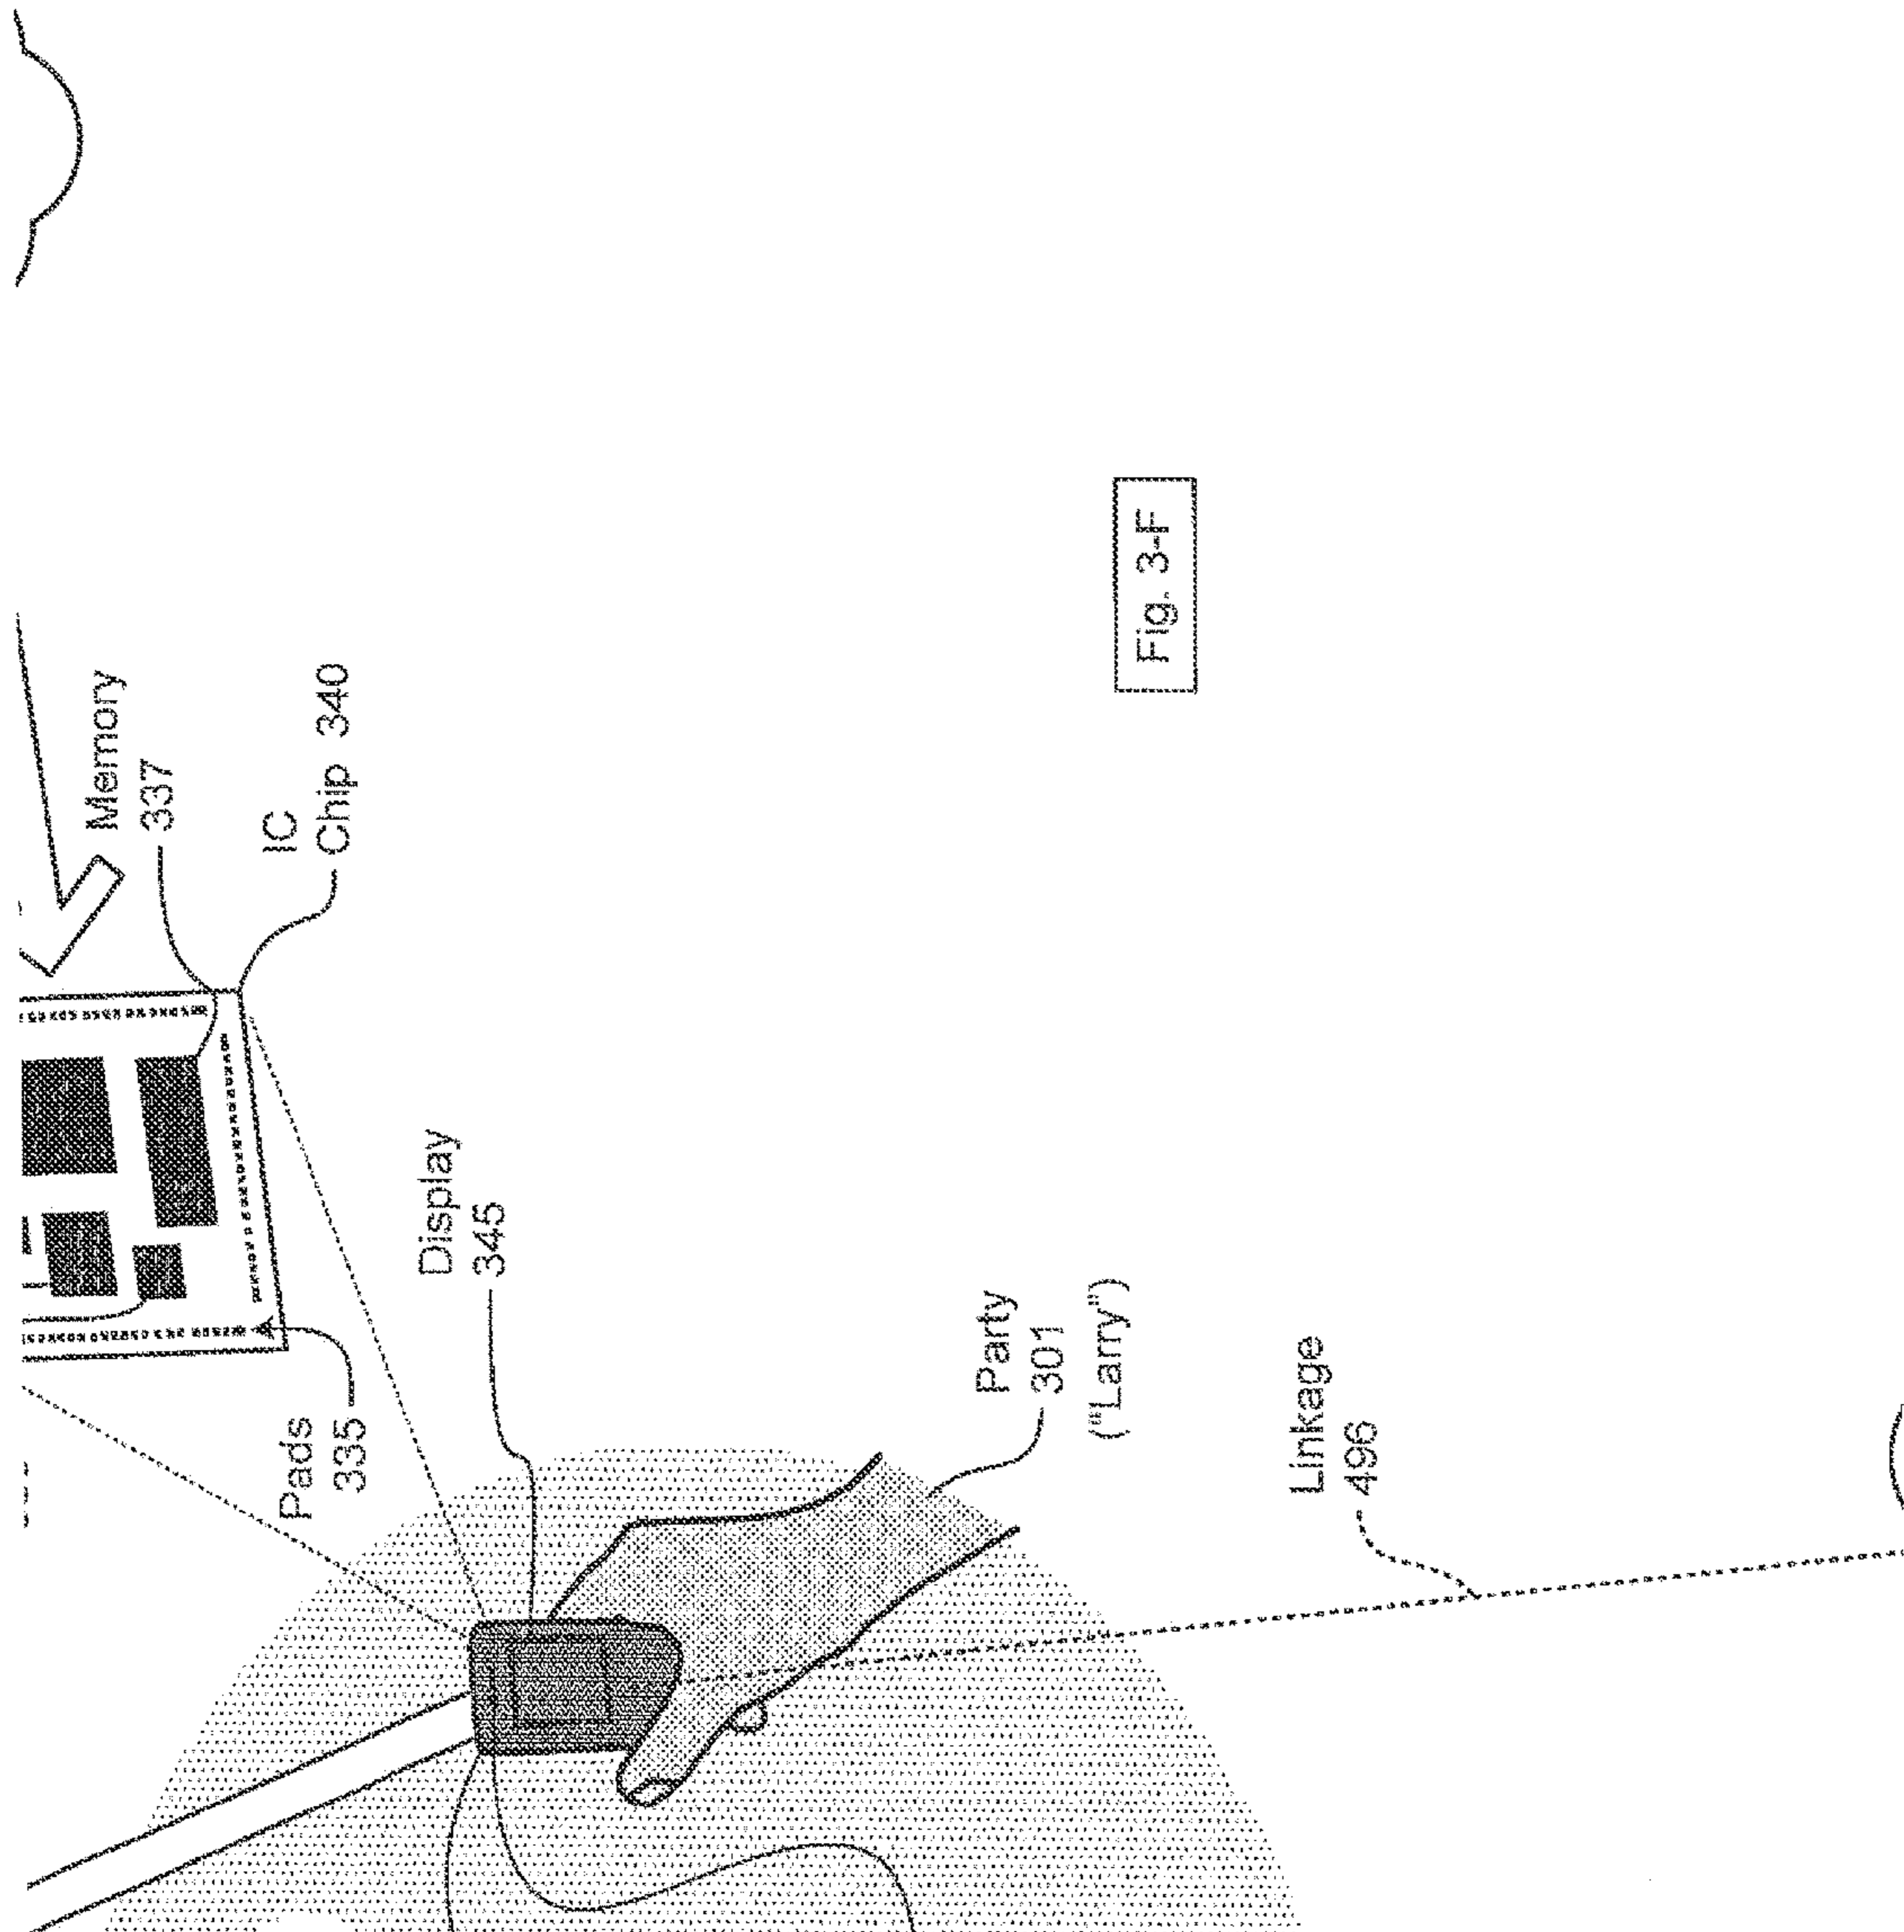 Memory
337
IC
Chip 340
Pads
335
Display
345
Party
301
("Larry")
Linkage
496
Fig. 3-F